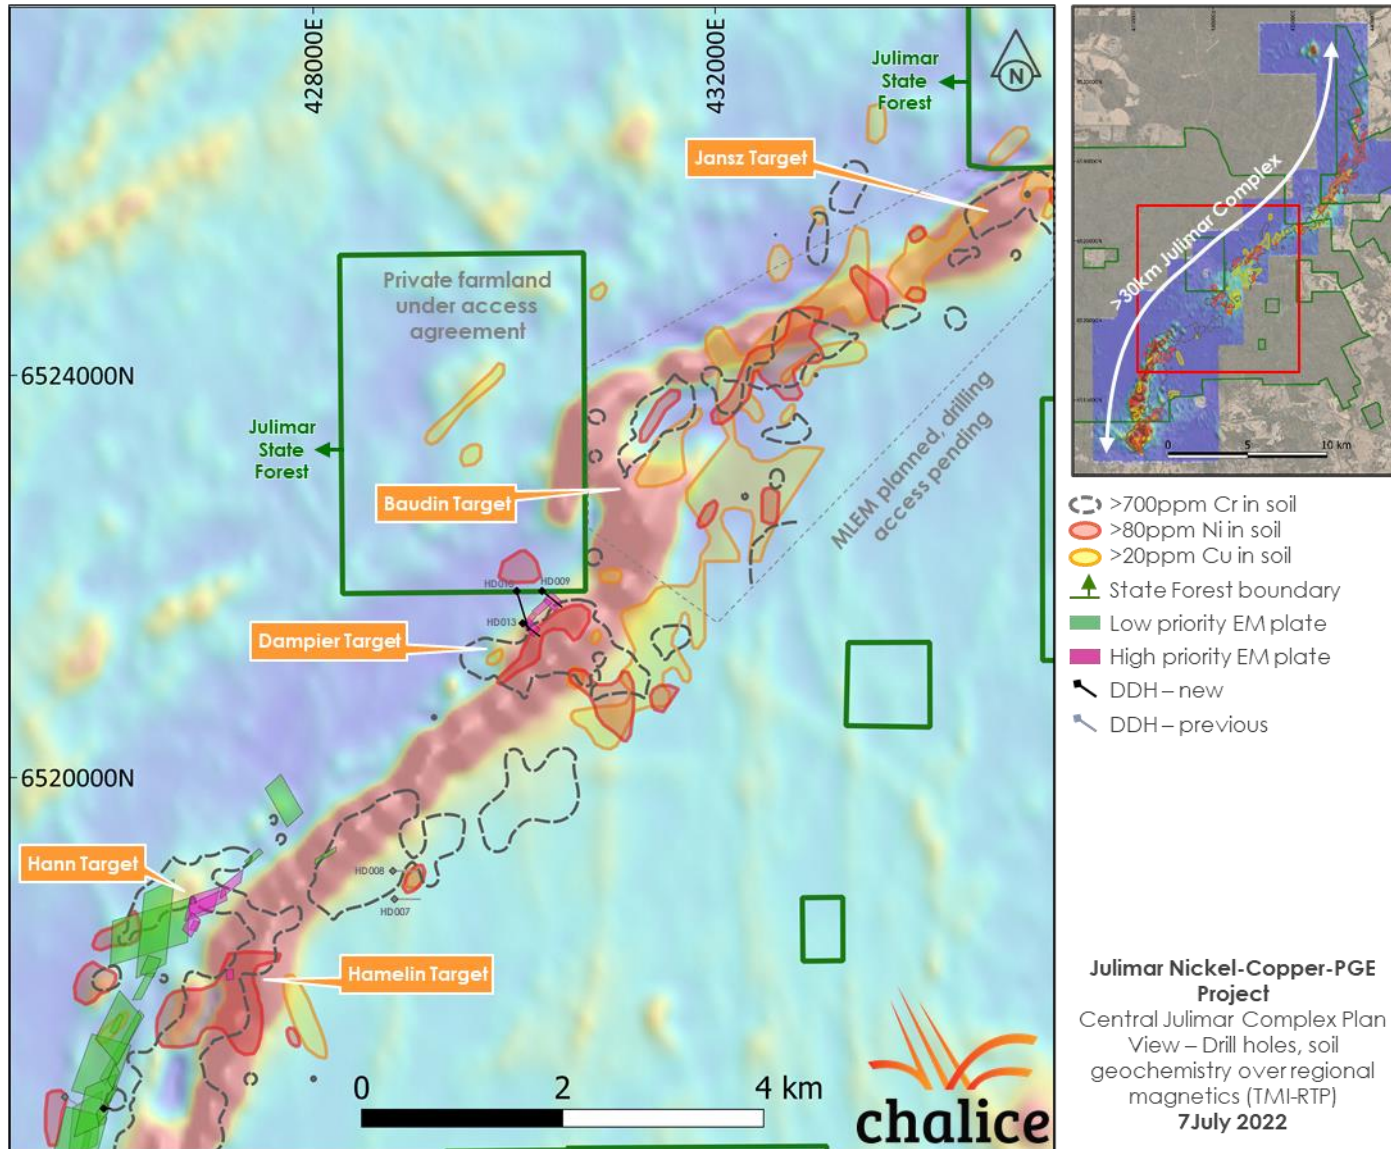 428000E
432000E
Julimar
State
Forest
N
Jansz Target
Private farmland
under access
agreement
6524000N
Julimar
State
Forest
Baudin Target
MLEM planned, drilling
access pending
HD009
HD013
Dampier Target
6520000N
Hann Target
HD008
HD007
Hamelin Target
0 2 4 km
chalice
>30km Julimar Complex
0 5 10 km
>700ppm Cr in soil
>80ppm Ni in soil
>20ppm Cu in soil
State Forest boundary
Low priority EM plate
High priority EM plate
DDH – new
DDH – previous
Julimar Nickel-Copper-PGE
Project
Central Julimar Complex Plan
View – Drill holes, soil
geochemistry over regional
magnetics (TMI-RTP)
7July 2022